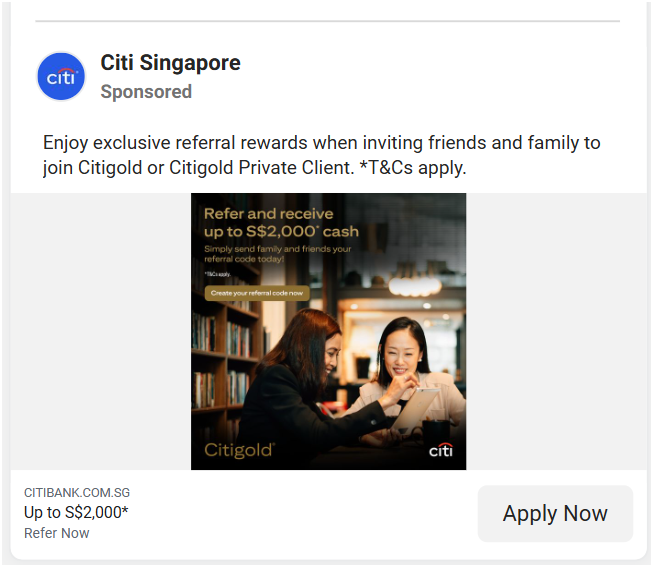 citi
Citi Singapore
Sponsored
Enjoy exclusive referral rewards when inviting friends and family to
join Citigold or Citigold Private Client. *T&Cs apply.
Refer and receive
up to S$2,000* cash
Simply send family and friends your
referral code today!
*T&Cs apply.
Create your referral code now
Citigold®
citi
CITIBANK.COM.SG
Up to S$2,000*
Refer Now
Apply Now